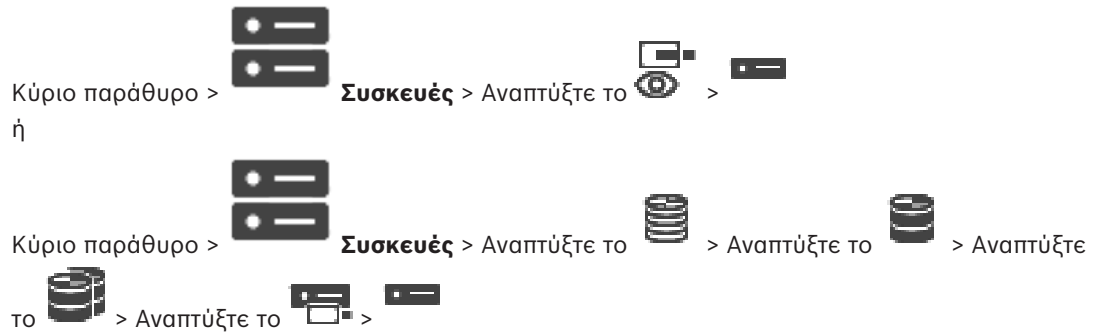 Κύριο παράθυρο > Συσκευές > Αναπτύξτε το >
ή
Κύριο παράθυρο > Συσκευές > Αναπτύξτε το > Αναπτύξτε το > Αναπτύξτε
το > Αναπτύξτε το >